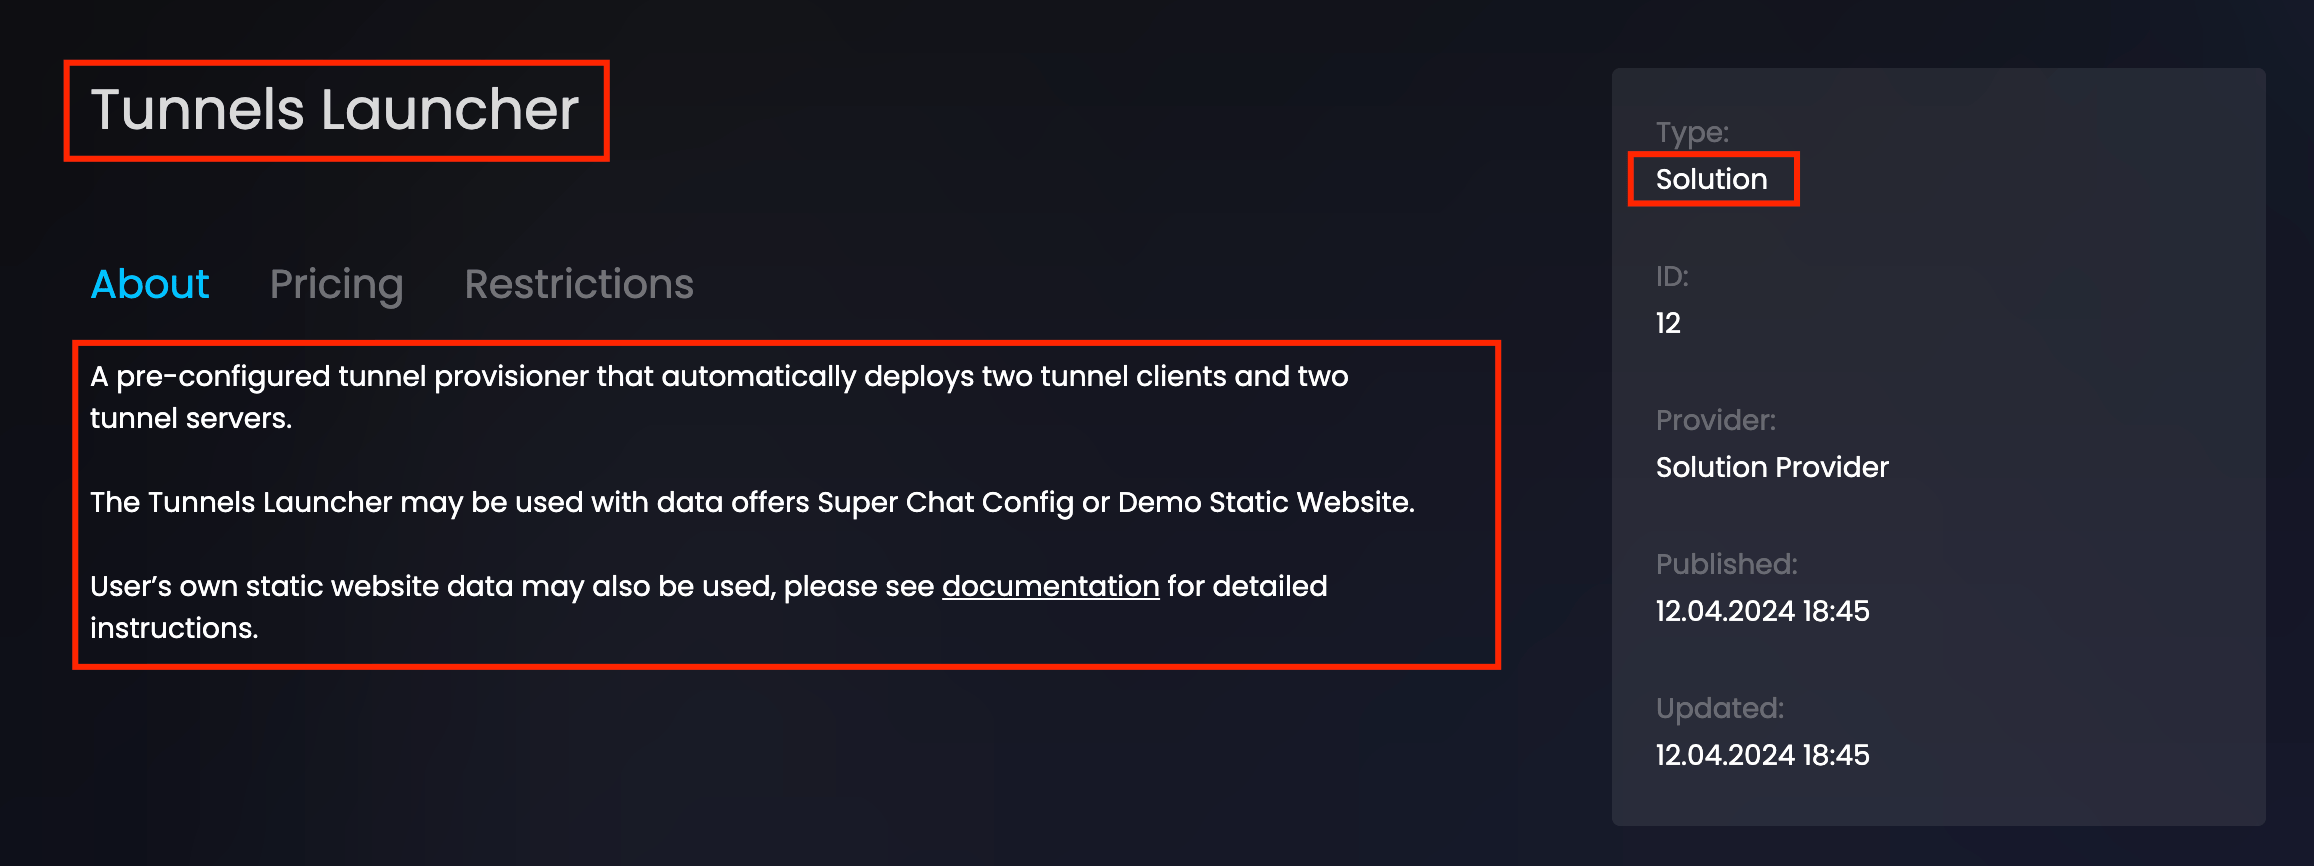 Tunnels Launcher
About Pricing Restrictions
A pre-configured tunnel provisioner that automatically deploys two tunnel clients and two
tunnel servers.
The Tunnels Launcher may be used with data offers Super Chat Config or Demo Static Website.
User’s own static website data may also be used, please see documentation for detailed
instructions.
Type:
Solution
ID:
12
Provider:
Solution Provider
Published:
12.04.2024 18:45
Updated:
12.04.2024 18:45